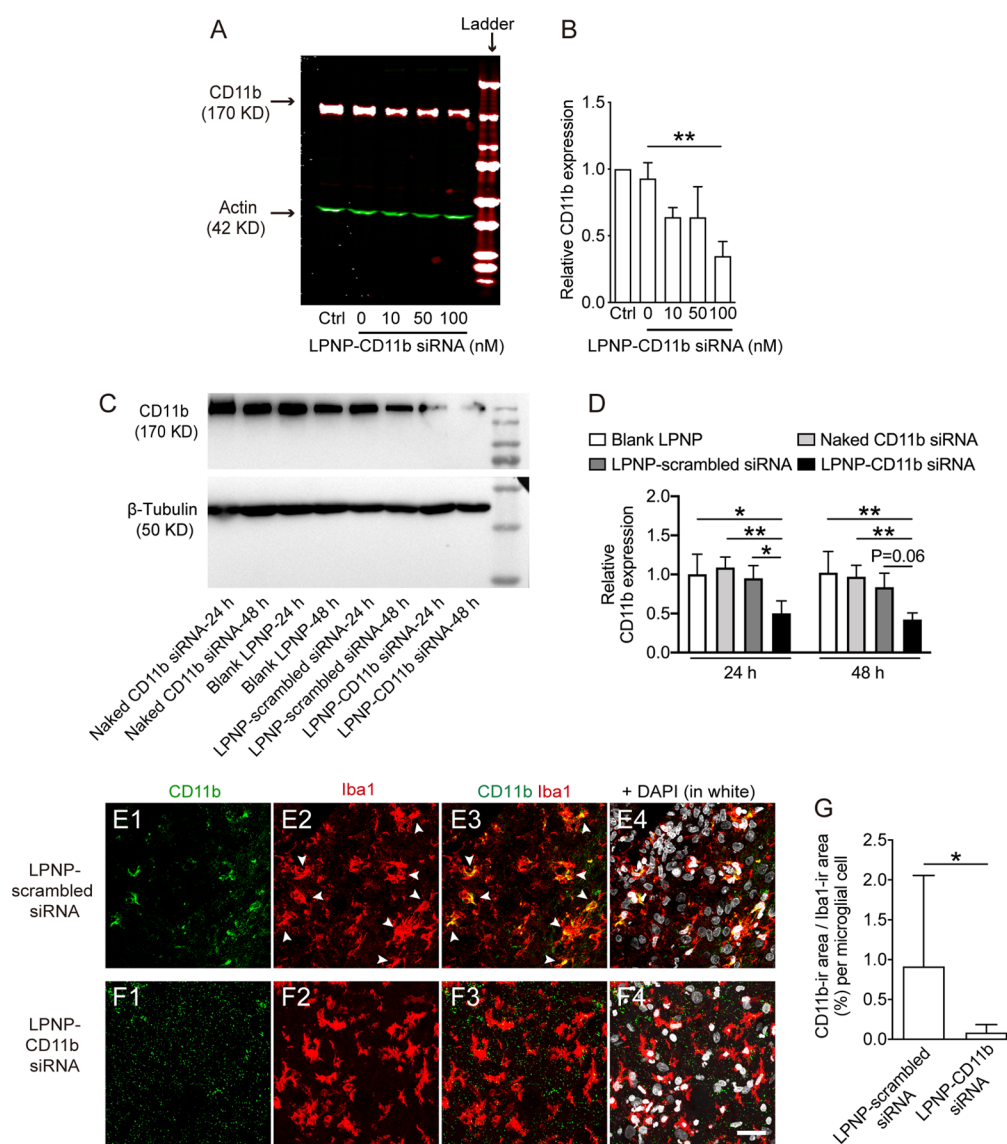 A
Ladder
CD11b
(170 KD)
Actin
(42 KD)
Ctrl 0 10 50 100
LPNP-CD11b siRNA (nM)
B
Relative CD11b expression
1.5
1.0
0.5
0.0
**
Ctrl 0 10 50 100
LPNP-CD11b siRNA (nM)
C
CD11b
(170 KD)
β-Tubulin
(50 KD)
Naked CD11b siRNA-24 h
Naked CD11b siRNA-48 h
Blank LPNP-24 h
Blank LPNP-48 h
LPNP-scrambled siRNA-24 h
LPNP-scrambled siRNA-48 h
LPNP-CD11b siRNA-24 h
LPNP-CD11b siRNA-48 h
D
Blank LPNP
Naked CD11b siRNA
LPNP-scrambled siRNA
LPNP-CD11b siRNA
Relative
CD11b expression
2.0
1.5
1.0
0.5
0.0
*
**
*
**
**
P=0.06
24 h
48 h
CD11b
Iba1
CD11b Iba1
+ DAPI (in white)
LPNP-
scrambled
siRNA
E1
E2
E3
E4
LPNP-
CD11b
siRNA
F1
F2
F3
F4
G
CD11b-ir area / Iba1-ir area
(%) per microglial cell
2.5
2.0
1.5
1.0
0.5
0.0
*
LPNP-scrambled
siRNA
LPNP-CD11b
siRNA